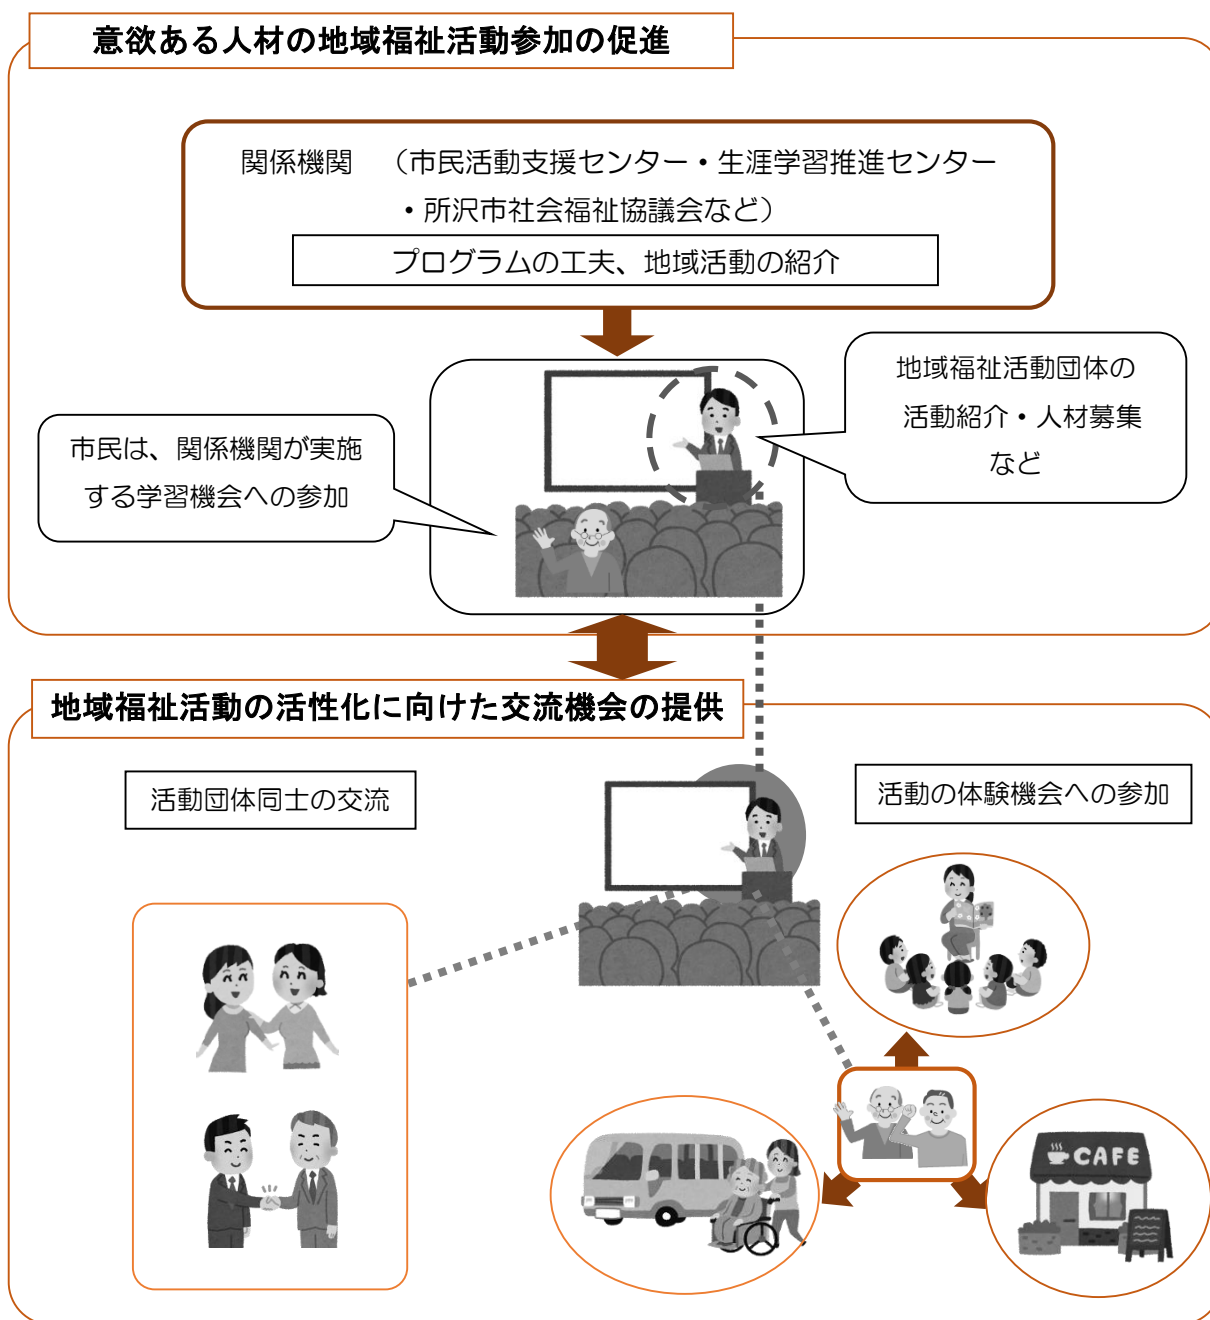 意欲ある人材の地域福祉活動参加の促進
関係機関 （市民活動支援センター・生涯学習推進センター
・所沢市社会福祉協議会など）
プログラムの工夫、地域活動の紹介
地域福祉活動団体の
活動紹介・人材募集
など
市民は、関係機関が実施
する学習機会への参加
地域福祉活動の活性化に向けた交流機会の提供
活動団体同士の交流
活動の体験機会への参加
CAFE